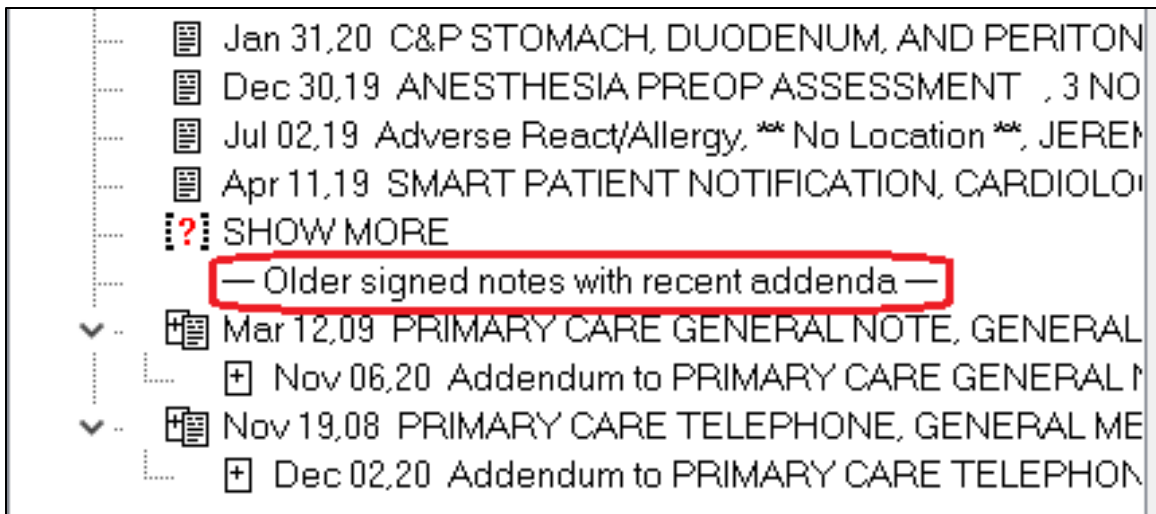 Jan 31,20 C&P STOMACH, DUODENUM, AND PERITON
Dec 30,19 ANESTHESIA PREOP ASSESSMENT , 3 NO
Jul 02,19 Adverse React/Allergy, ** No Location **, JEREM
Apr 11,19 SMART PATIENT NOTIFICATION, CARDIOLO
[?] SHOW MORE
— Older signed notes with recent addenda —
Mar 12,09 PRIMARY CARE GENERAL NOTE, GENERAL
Nov 06,20 Addendum to PRIMARY CARE GENERAL
Nov 19,08 PRIMARY CARE TELEPHONE, GENERAL ME
Dec 02,20 Addendum to PRIMARY CARE TELEPHON